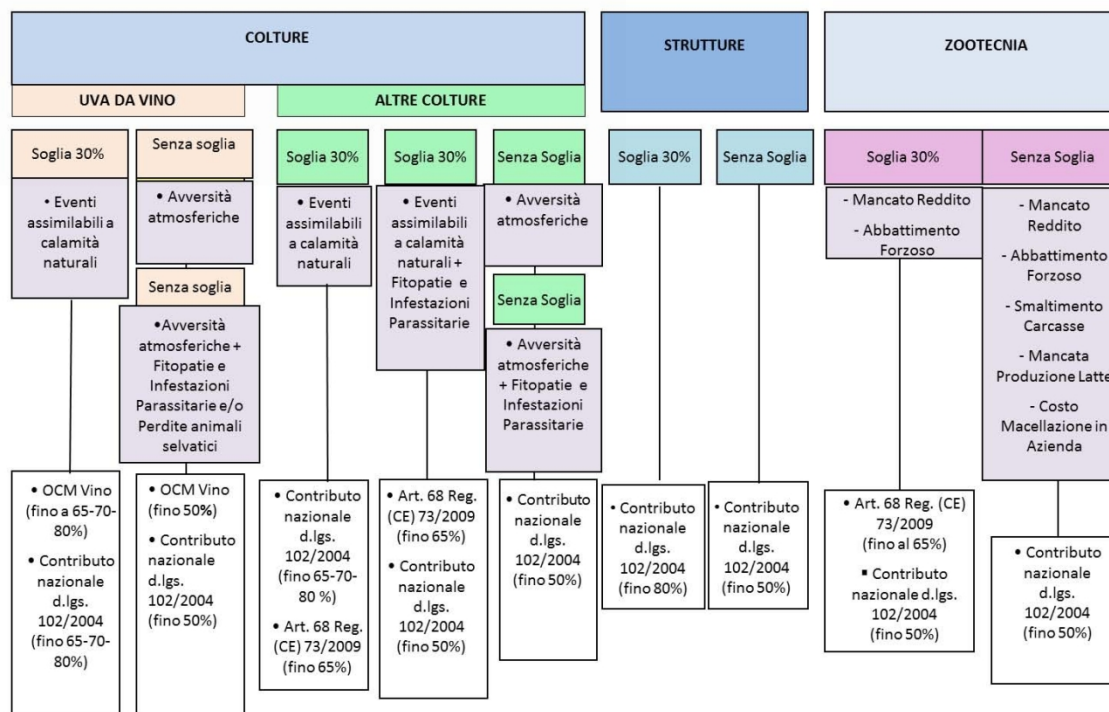 COLTURE
UVA DA VINO
Soglia 30%
• Eventi
assimilabili a
calamità
naturali
• OCM Vino
(fino a 65-70-
80%)
• Contributo
nazionale
d.lgs.
102/2004
(fino 65-70-
80%)
Senza soglia
• Avversità
atmosferiche
Senza soglia
•Avversità
atmosferiche +
Fitopatie e
Infestazioni
Parassitarie e/o
Perdite animali
selvatici
• OCM Vino
(fino 50%)
• Contributo
nazionale
d.lgs.
102/2004
(fino 50%)
ALTRE COLTURE
Soglia 30%
• Eventi
assimilabili a
calamità
naturali
• Contributo
nazionale
d.lgs.
102/2004
(fino 65-70-
80 %)
• Art. 68 Reg.
(CE) 73/2009
(fino 65%)
Soglia 30%
• Eventi
assimilabili a
calamità
naturali +
Fitopatie e
Infestazioni
Parassitarie
• Art. 68 Reg.
(CE) 73/2009
(fino 65%)
• Contributo
nazionale
d.lgs.
102/2004
(fino 50%)
Senza Soglia
• Avversità
atmosferiche
Senza Soglia
• Avversità
atmosferiche
+ Fitopatie e
Infestazioni
Parassitarie
• Contributo
nazionale
d.lgs.
102/2004
(fino 50%)
STRUTTURE
Soglia 30%
• Contributo
nazionale
d.lgs.
102/2004
(fino 80%)
Senza Soglia
• Contributo
nazionale
d.lgs.
102/2004
(fino 50%)
ZOOTECNIA
Soglia 30%
- Mancato Reddito
- Abbattimento
Forzoso
• Art. 68 Reg. (CE)
73/2009
(fino al 65%)
▪ Contributo
nazionale d.lgs.
102/2004
(fino 50%)
Senza Soglia
- Mancato
Reddito
- Abbattimento
Forzoso
- Smaltimento
Carcasse
- Mancata
Produzione Latte
- Costo
Macellazione in
Azienda
• Contributo
nazionale
d.lgs.
102/2004
(fino 50%)